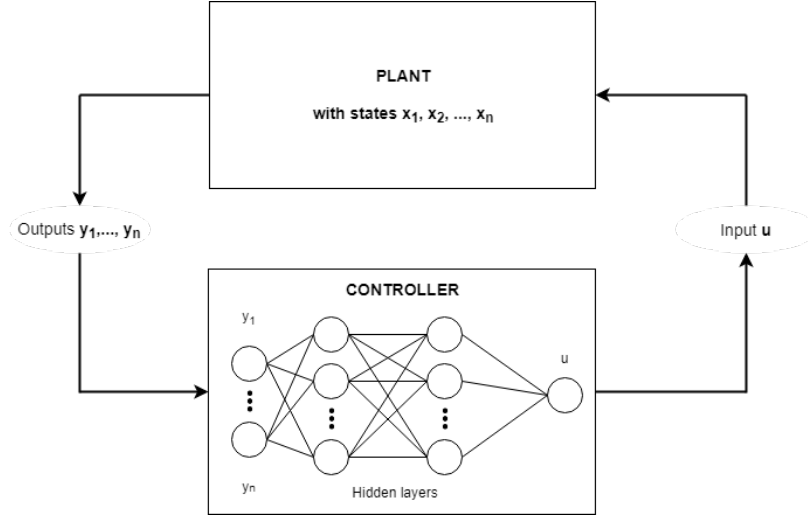 PLANT
with states x₁, x₂, ..., xₙ
Outputs y₁,..., yₙ
Input u
CONTROLLER
y₁
u
yₙ
Hidden layers